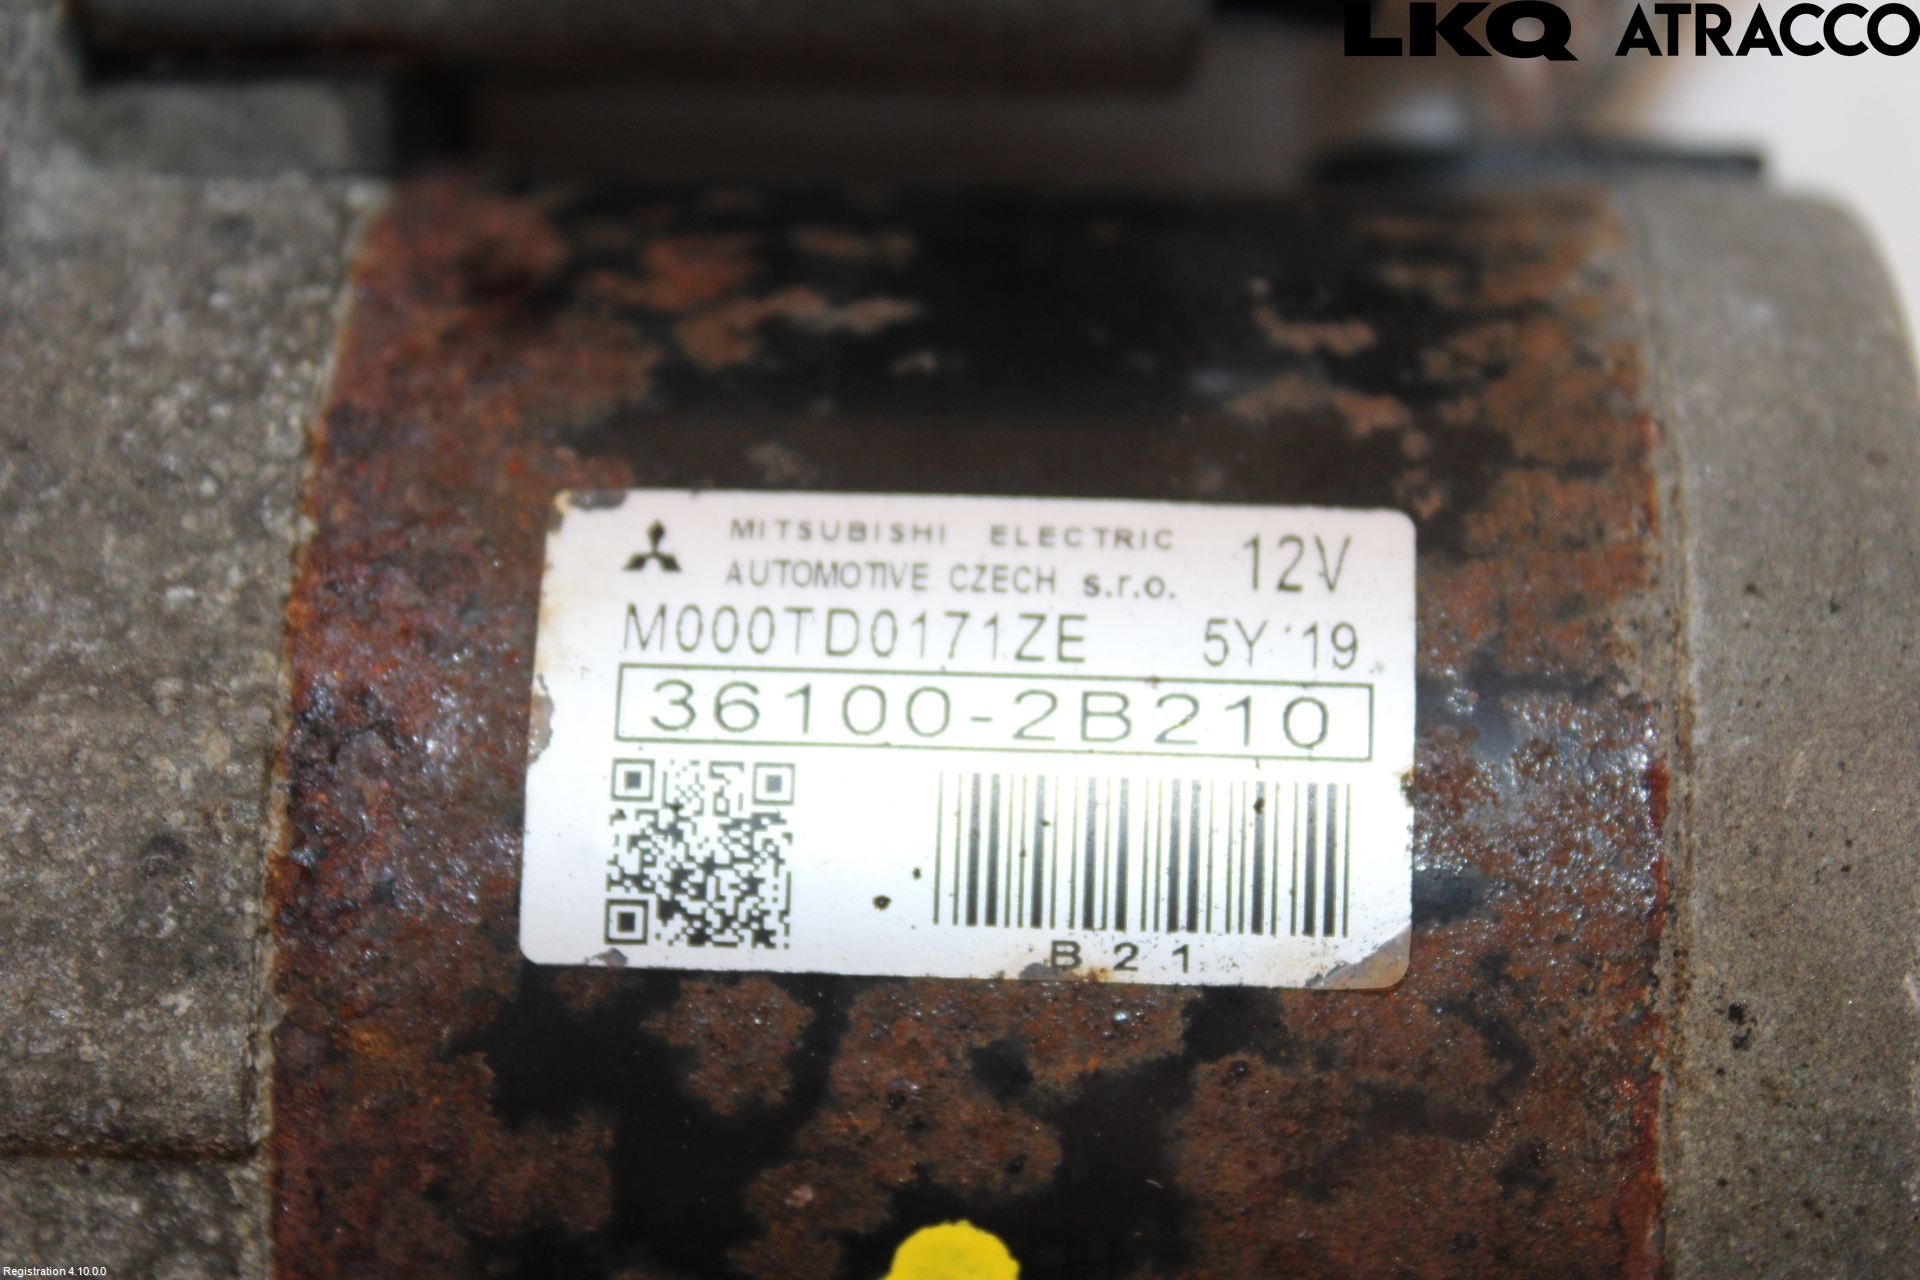 LKQ ATRACCO
MITSUBISHI ELECTRIC
AUTOMOTIVE CZECH s.r.o.
12V
M000TD0171ZE 5Y '19
36100-2B210
B21
Registration 4.10.0.0